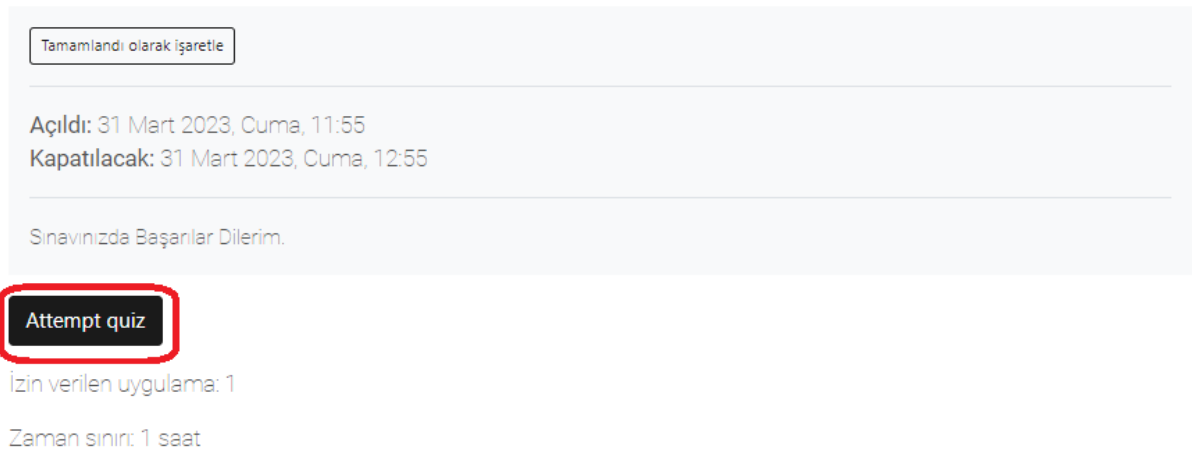 Tamamlandı olarak işaretle
Açıldı: 31 Mart 2023, Cuma, 11:55
Kapatılacak: 31 Mart 2023, Cuma, 12:55
Sınavınızda Başarılar Dilerim.
Attempt quiz
İzin verilen uygulama: 1
Zaman sınırı: 1 saat